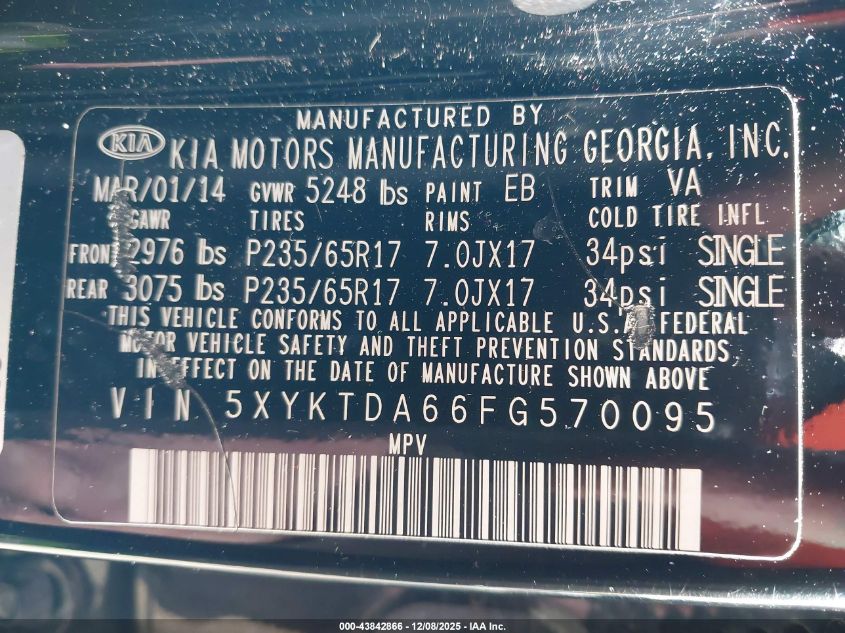 MANUFACTURED BY
KIA KIA MOTORS MANUFACTURING GEORGIA, INC.
MAR/01/14 GVWR 5248 lbs PAINT EB TRIM VA
GAWR TIRES RIMS COLD TIRE INFL
FRONT 2976 lbs P235/65R17 7.0JX17 34psi SINGLE
REAR 3075 lbs P235/65R17 7.0JX17 34psi SINGLE
THIS VEHICLE CONFORMS TO ALL APPLICABLE U.S.A. FEDERAL
MOTOR VEHICLE SAFETY AND THEFT PREVENTION STANDARDS
IN EFFECT ON THE DATE OF MANUFACTURE SHOWN ABOVE
VIN 5XYKTDA66FG570095
MPV
000-43842866 • 12/08/2025 • IAA Inc.